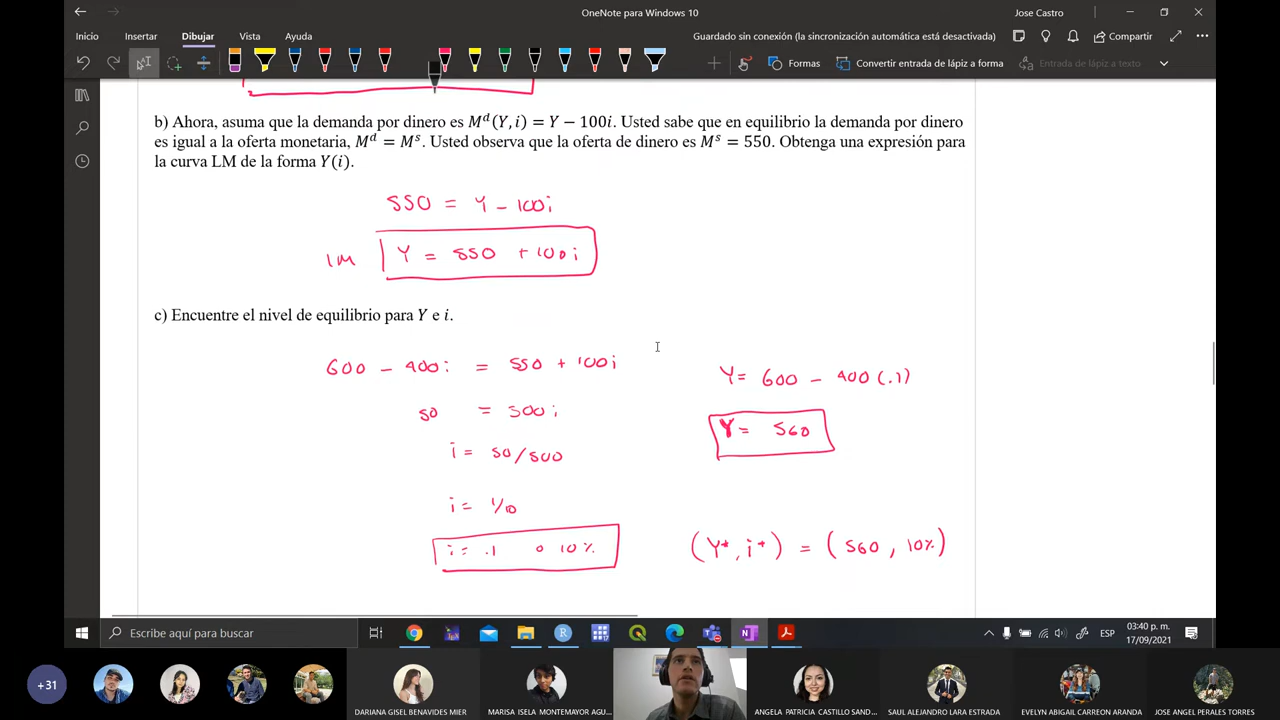 OneNote para Windows 10
Jose Castro
Inicio Insertar Dibujar Vista Ayuda
Guardado sin conexión (la sincronización automática está desactivada)
Compartir
Formas
Convertir entrada de lápiz a forma
Entrada de lápiz a texto
b) Ahora, asuma que la demanda por dinero es M^d(Y, i) = Y − 100i. Usted sabe que en equilibrio la demanda por dinero
es igual a la oferta monetaria, M^d = M^s. Usted observa que la oferta de dinero es M^s = 550. Obtenga una expresión para
la curva LM de la forma Y(i).
550 = Y - 100i
LM Y = 550 + 100i
c) Encuentre el nivel de equilibrio para Y e i.
600 - 400i = 550 + 100i
50 = 500i
i = 50/500
i = 1/10
i = .1 o 10%
Y = 600 - 400(.1)
Y = 560
(Y*, i*) = (560, 10%)
Escribe aquí para buscar
ESP
03:40 p. m.
17/09/2021
+31
DARIANA GISEL BENAVIDES MIER
MARISA ISELA MONTEMAYOR AGU...
ANGELA PATRICIA CASTILLO SAND...
SAUL ALEJANDRO LARA ESTRADA
EVELYN ABIGAIL CARREON ARANDA
JOSE ANGEL PERALES TORRES